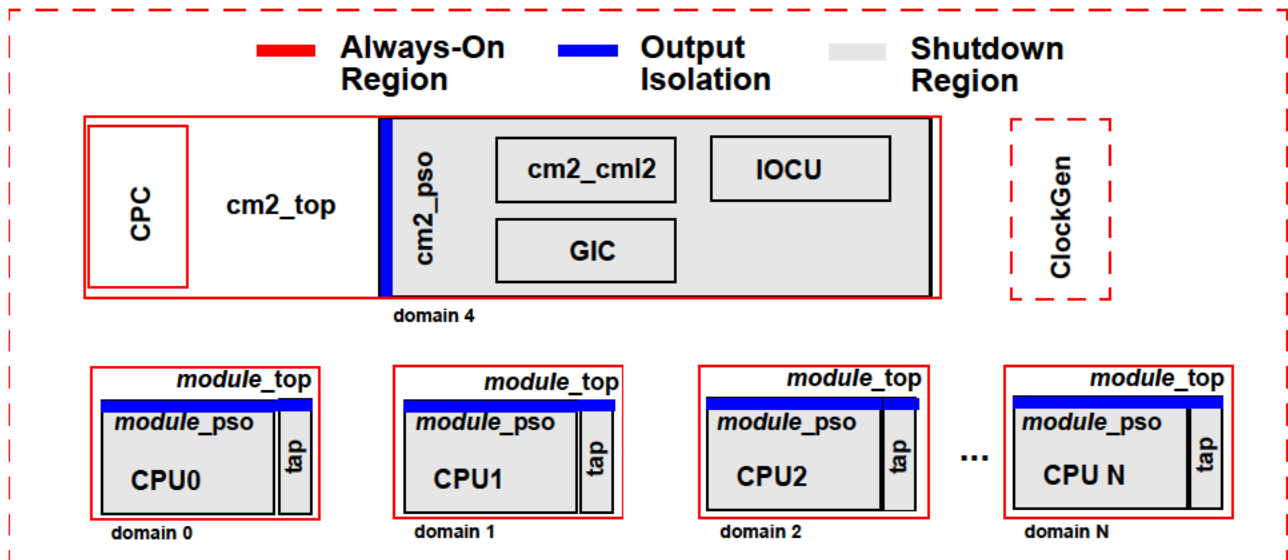 Always-On
Region
Output
Isolation
Shutdown
Region
CPC
cm2_top
cm2_pso
cm2_cml2
IOCU
GIC
ClockGen
domain 4
module_top
module_pso
CPU0
tap
domain 0
module_top
module_pso
CPU1
tap
domain 1
module_top
module_pso
CPU2
tap
domain 2
...
module_top
module_pso
CPU N
tap
domain N